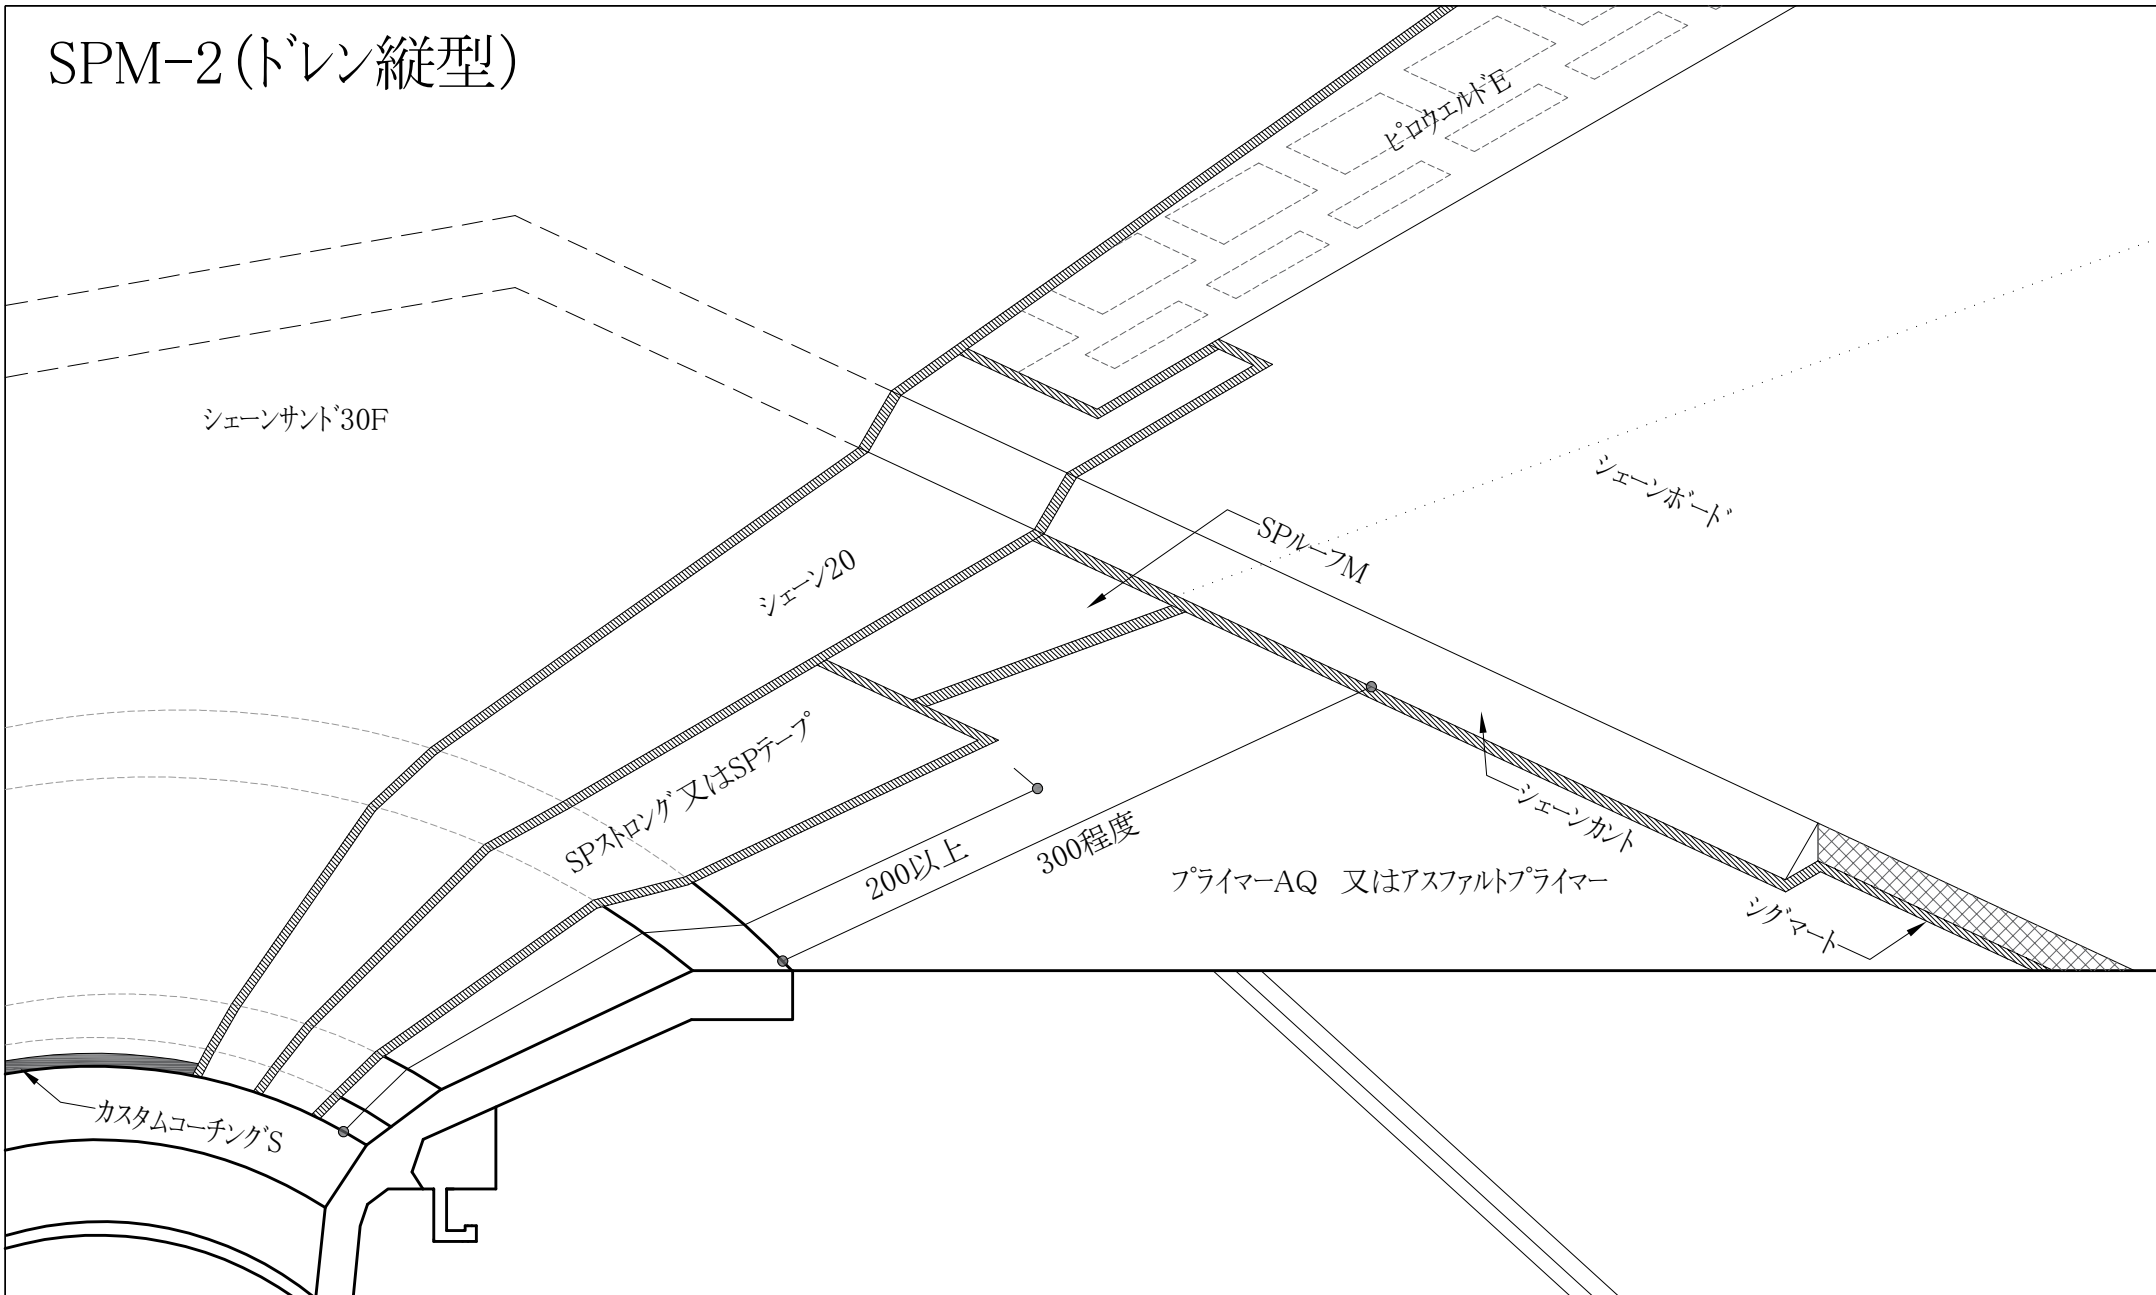 SPM-2(ドレン縦型)
ピロウエルドE
シェーンサンド30F
シェーンボード
SPルーフM
シェーン20
SPストロング 又はSPテープ
シェーンカント
200以上
300程度
プライマーAQ 又はアスファルトプライマー
シグマート
カスタムコーチングS